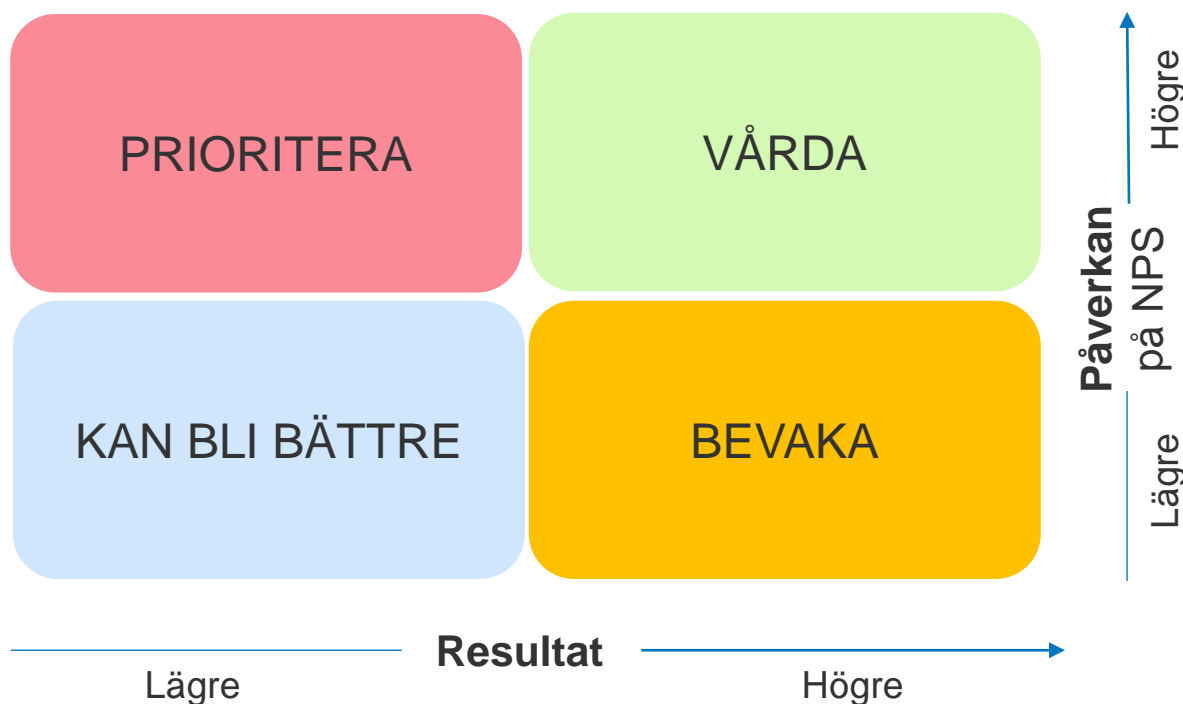 PRIORITERA
VÅRDA
KAN BLI BÄTTRE
BEVAKA
Högre
Påverkan
på NPS
Lägre
Resultat
Lägre
Högre